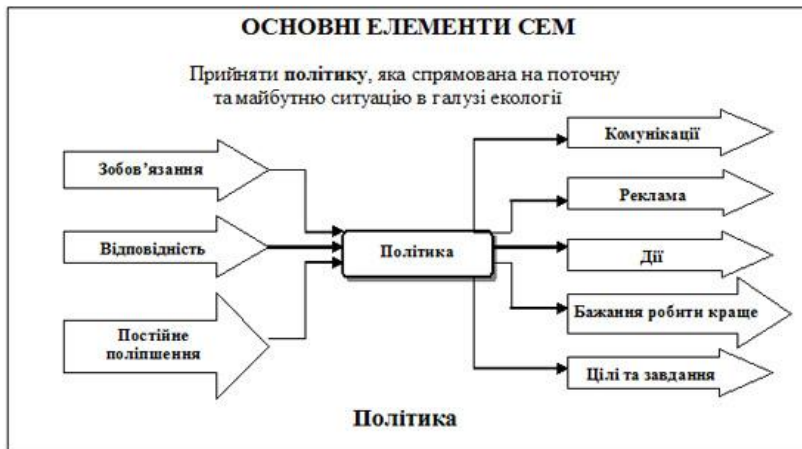 ОСНОВНІ ЕЛЕМЕНТИ СЕМ
Прийняти політику, яка спрямована на поточну
та майбутню ситуацію в галузі екології
Зобов’язання
Відповідність
Постійне
поліпшення
Політика
Комунікації
Реклама
Дії
Бажання робити краще
Цілі та завдання
Політика